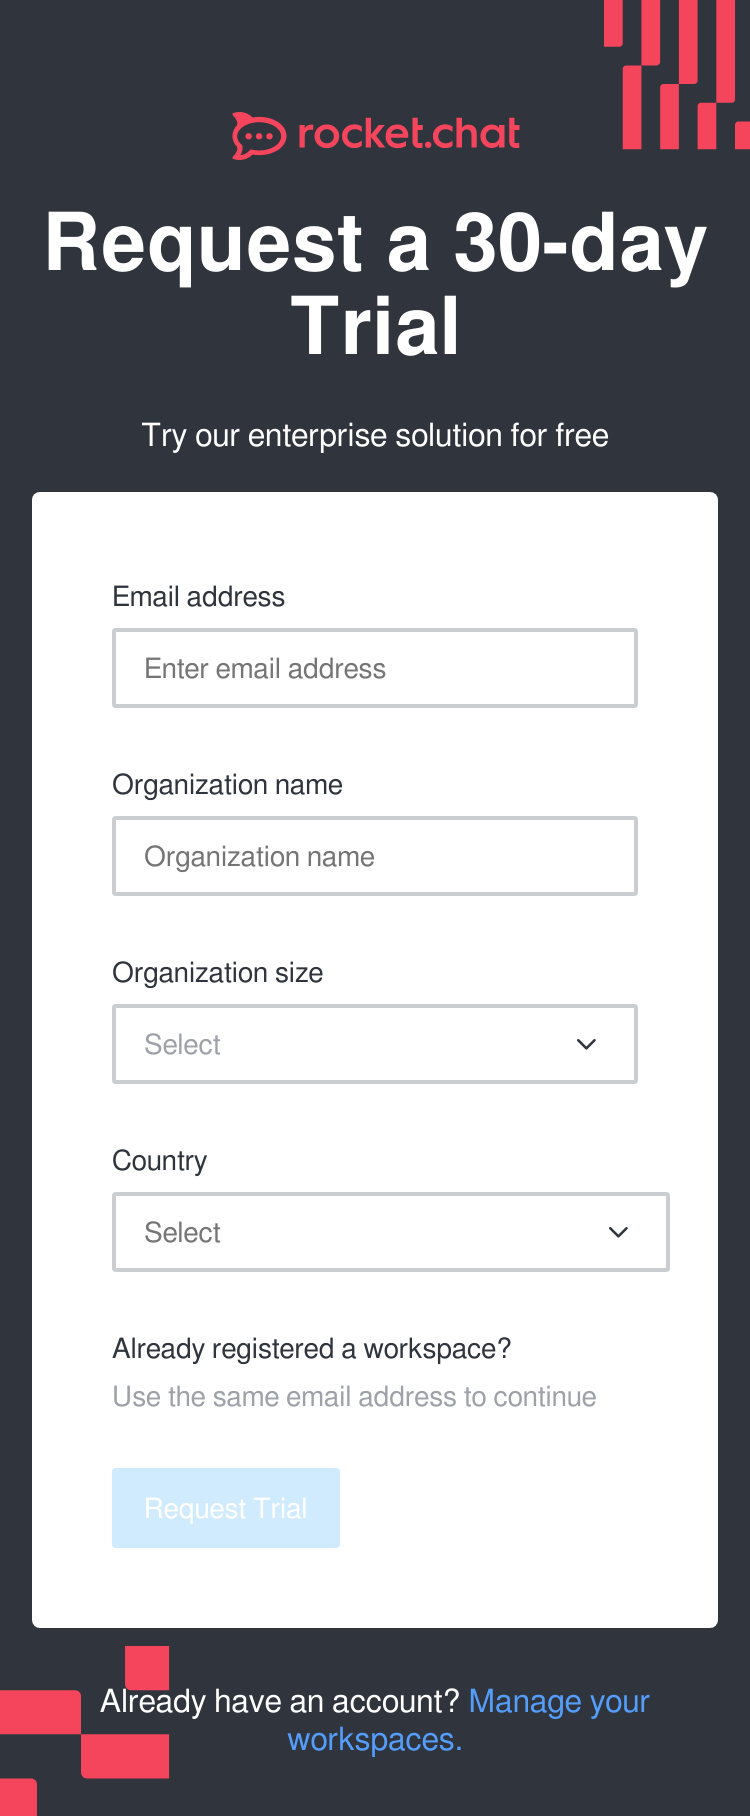 rocket.chat
Request a 30-day
Trial
Try our enterprise solution for free
Email address
Enter email address
Organization name
Organization name
Organization size
Select
Country
Select
Already registered a workspace?
Use the same email address to continue
Request Trial
Already have an account? Manage your
workspaces.